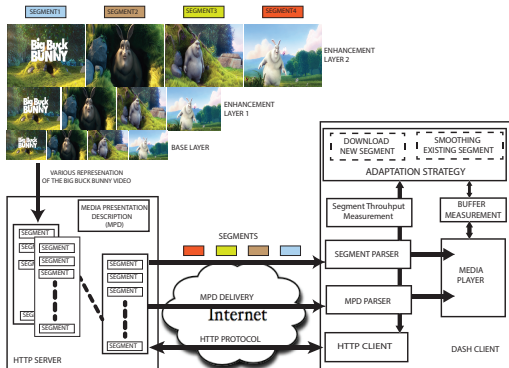 SEGMENT1
SEGMENT2
SEGMENT3
SEGMENT4
Big Buck
BUNNY
ENHANCEMENT
LAYER 2
Big Buck
BUNNY
ENHANCEMENT
LAYER 1
Big Buck
BUNNY
BASE LAYER
VARIOUS REPRESENATION
OF THE BIG BUCK BUNNY VIDEO
DOWNLOAD
NEW SEGMENT
SMOOTHING
EXISTING SEGMENT
ADAPTATION STRATEGY
MEDIA PRESENTATION
DESCRIPTION
(MPD)
Segment Throuhput
Measurement
BUFFER
MEASUREMENT
SEGMENT
SEGMENT
SEGMENT
SEGMENT
SEGMENT
SEGMENT
SEGMENT
SEGMENT
SEGMENT
SEGMENTS
SEGMENT PARSER
MEDIA
PLAYER
MPD DELIVERY
MPD PARSER
Internet
HTTP PROTOCOL
HTTP CLIENT
HTTP SERVER
DASH CLIENT